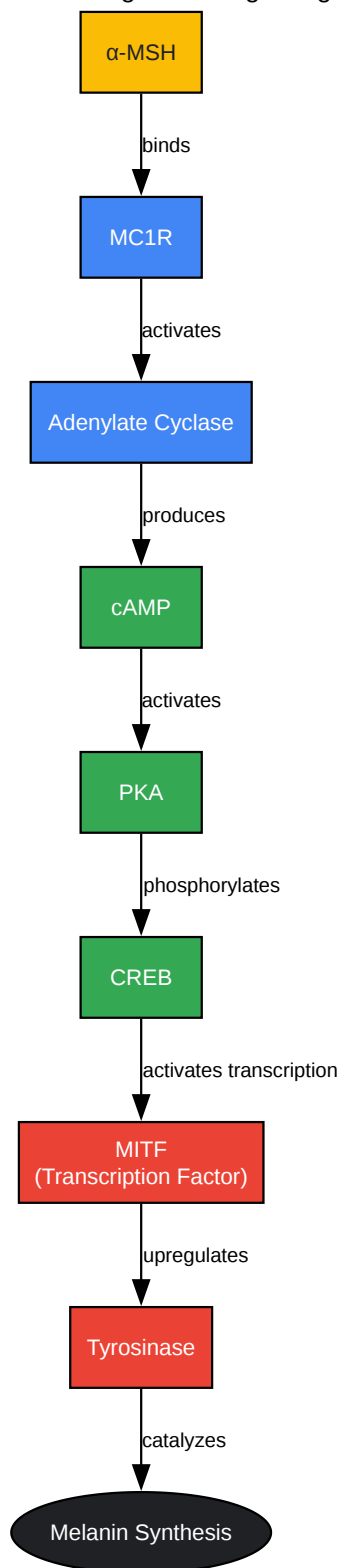 α-MSH
binds
MC1R
activates
Adenylate Cyclase
produces
cAMP
activates
PKA
phosphorylates
CREB
activates transcription
MITF
(Transcription Factor)
upregulates
Tyrosinase
catalyzes
Melanin Synthesis